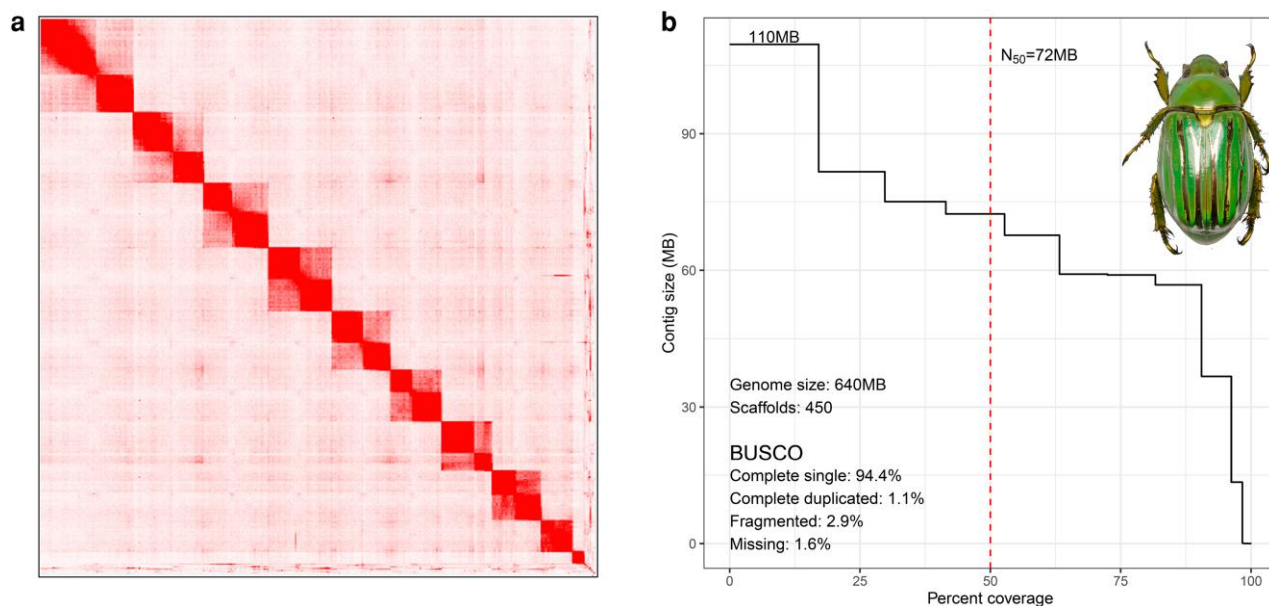 a
b
110MB
N50=72MB
90
60
30
0
Contig size (MB)
Genome size: 640MB
Scaffolds: 450
BUSCO
Complete single: 94.4%
Complete duplicated: 1.1%
Fragmented: 2.9%
Missing: 1.6%
0
25
50
75
100
Percent coverage